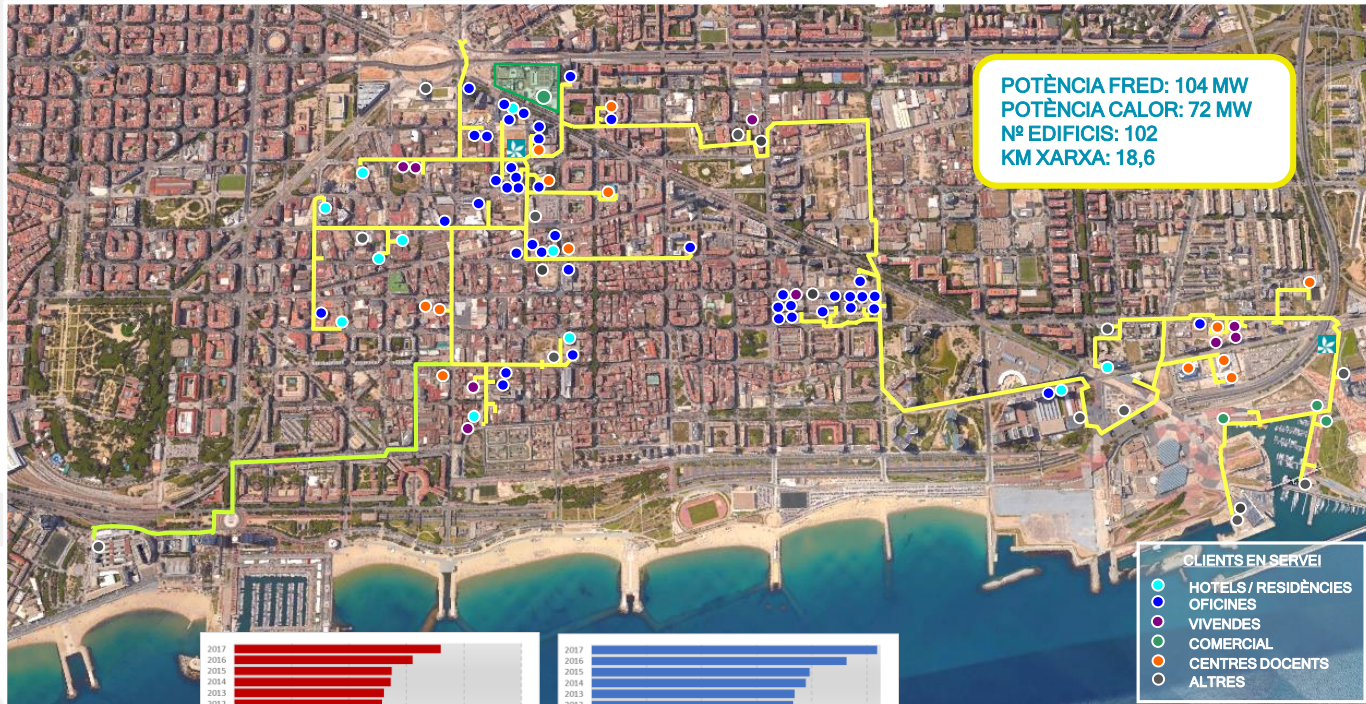 POTÈNCIA FRED: 104 MW
POTÈNCIA CALOR: 72 MW
Nº EDIFICIS: 102
KM XARXA: 18,6
CLIENTS EN SERVEI
HOTELS / RESIDÈNCIES
OFICINES
VIVENDES
COMERCIAL
CENTRES DOCENTS
ALTRES
2017
2016
2015
2014
2013
2017
2016
2015
2014
2013